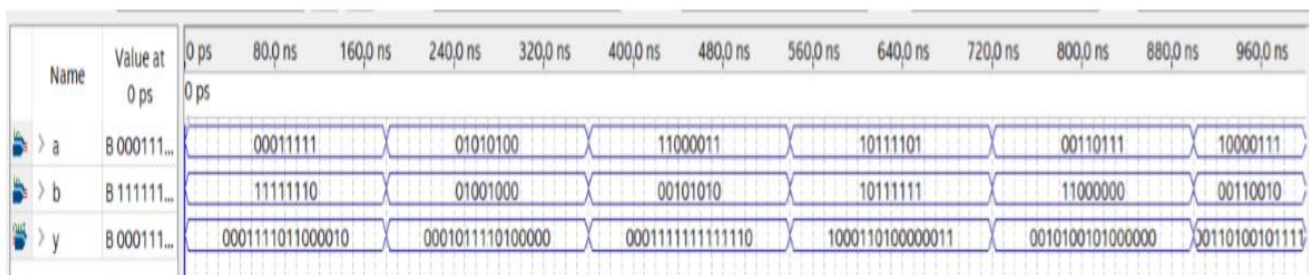 Name Value at 0 ps 0 ps 80.0 ns 160.0 ns 240.0 ns 320.0 ns 400.0 ns 480.0 ns 560.0 ns 640.0 ns 720.0 ns 800.0 ns 880.0 ns 960.0 ns
0 ps
> a B 000111... 00011111 01010100 11000011 10111101 00110111 10000111
> b B 111111... 11111110 01001000 00101010 10111111 11000000 00110010
> y B 000111... 0001111011000010 0001011110100000 0001111111111110 1000110100000011 0010100101000000